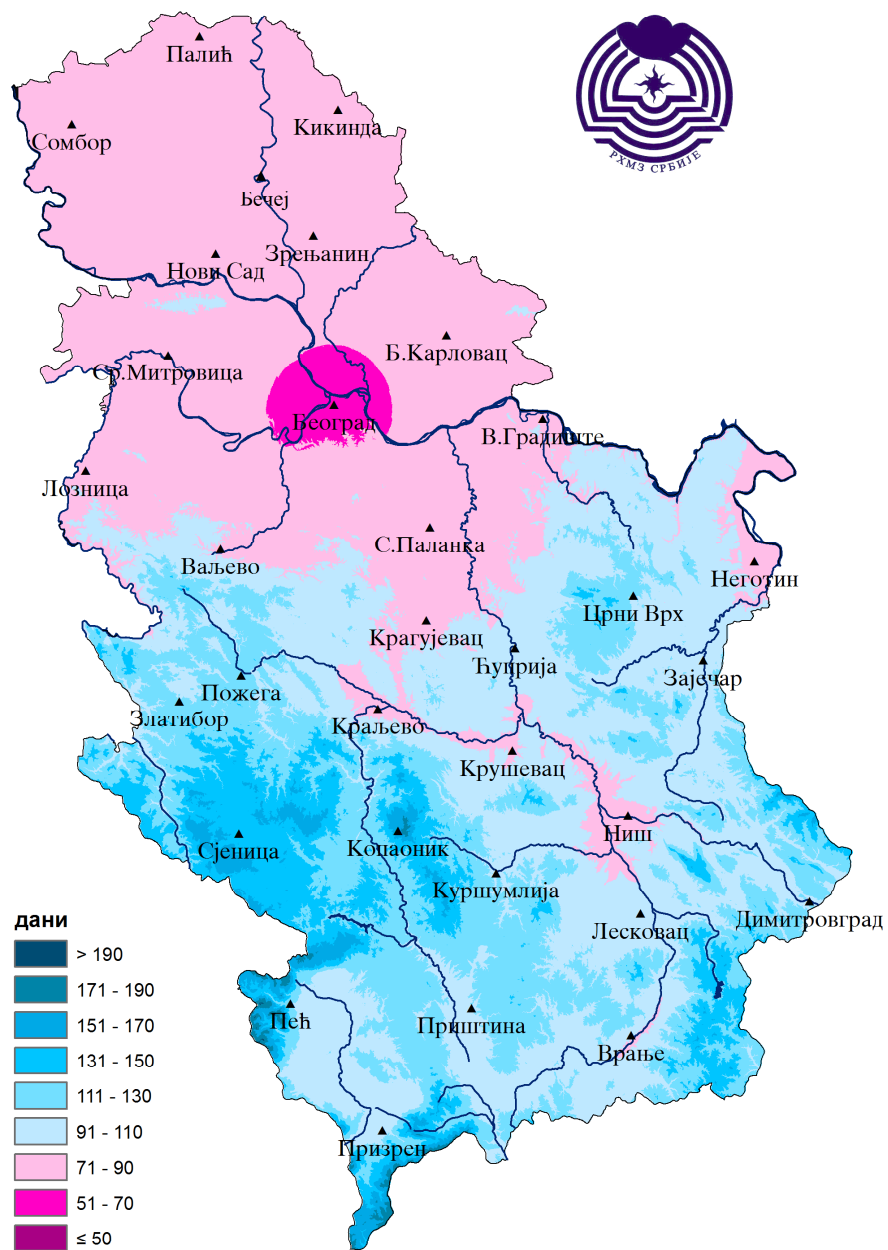 Палић
РХМЗ СРБИЈЕ
Кикинда
Сомбор
Бечеј
Зрењанин
Нови Сад
Б.Карловац
Ср.Митровица
Београд
В.Градиште
Лозница
С.Паланка
Ваљево
Неготин
Црни Врх
Крагујевац
Ћуприја
Зајечар
Пожега
Златибор
Краљево
Крушевац
Ниш
Сјеница
Копаоник
Куршумлија
Лесковац
Димитровград
Пећ
Приштина
Врање
Призрен
дани
> 190
171 - 190
151 - 170
131 - 150
111 - 130
91 - 110
71 - 90
51 - 70
≤ 50